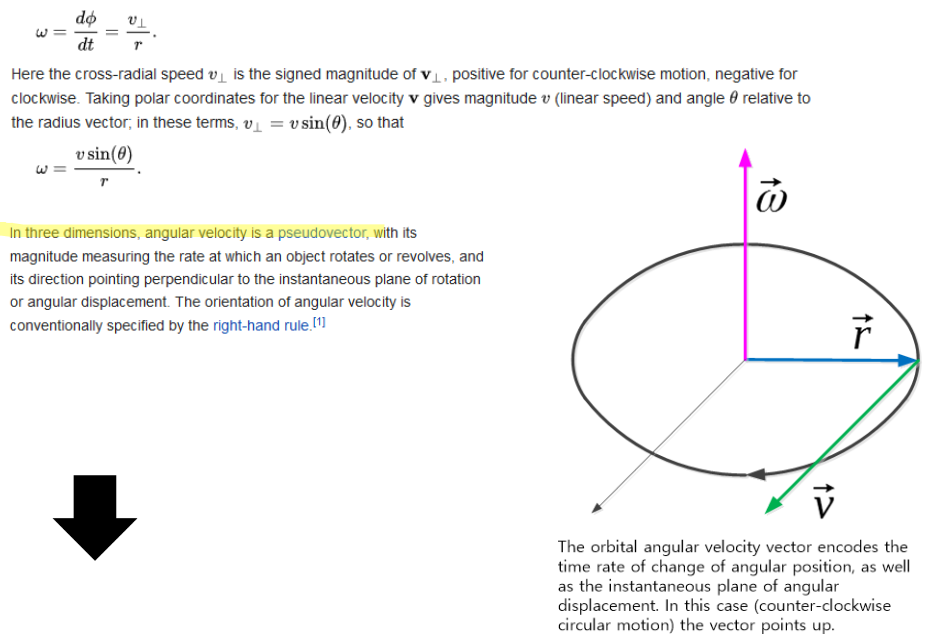 ω = dφ/dt = v⊥/r.
Here the cross-radial speed v⊥ is the signed magnitude of v⊥, positive for counter-clockwise motion, negative for
clockwise. Taking polar coordinates for the linear velocity v gives magnitude v (linear speed) and angle θ relative to
the radius vector; in these terms, v⊥ = v sin(θ), so that
ω = v sin(θ)/r.
In three dimensions, angular velocity is a pseudovector, with its
magnitude measuring the rate at which an object rotates or revolves, and
its direction pointing perpendicular to the instantaneous plane of rotation
or angular displacement. The orientation of angular velocity is
conventionally specified by the right-hand rule.[1]
ω⃗
r⃗
v⃗
The orbital angular velocity vector encodes the
time rate of change of angular position, as well
as the instantaneous plane of angular
displacement. In this case (counter-clockwise
circular motion) the vector points up.